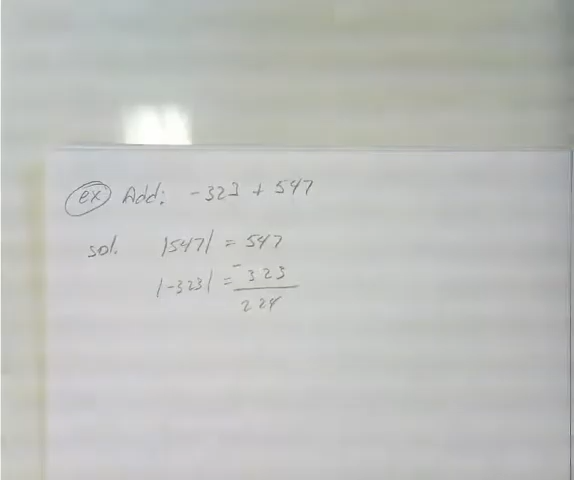 ex Add: -323 + 547
sol. |547| = 547
|-323| = - 323
224